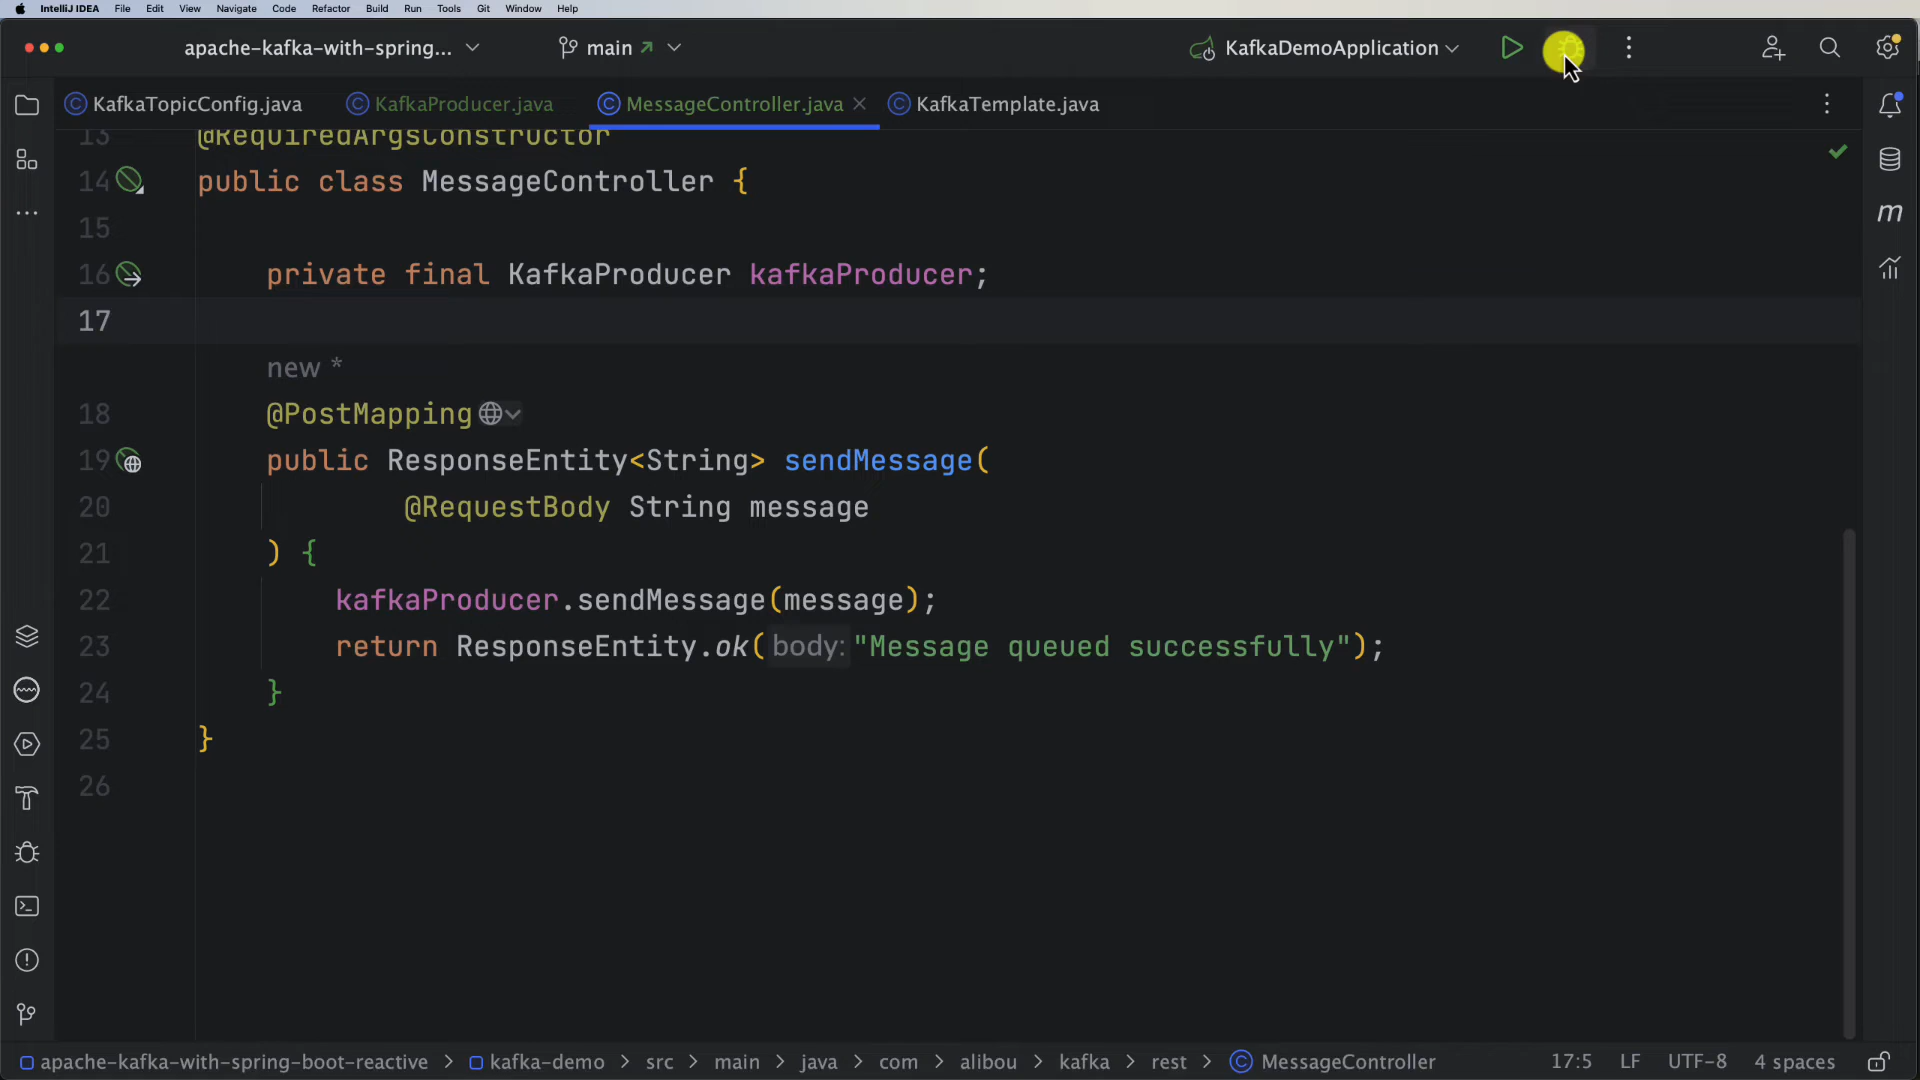 IntelliJ IDEA File Edit View Navigate Code Refactor Build Run Tools Git Window Help
apache-kafka-with-spring... main KafkaDemoApplication
KafkaTopicConfig.java KafkaProducer.java MessageController.java KafkaTemplate.java
13 @RequiredArgsConstructor
14 public class MessageController {
15
16 private final KafkaProducer kafkaProducer;
17
new *
18 @PostMapping
19 public ResponseEntity<String> sendMessage(
20 @RequestBody String message
21 ) {
22 kafkaProducer.sendMessage(message);
23 return ResponseEntity.ok( body: "Message queued successfully");
24 }
25 }
26
m
apache-kafka-with-spring-boot-reactive > kafka-demo > src > main > java > com > alibou > kafka > rest > MessageController 17:5 LF UTF-8 4 spaces